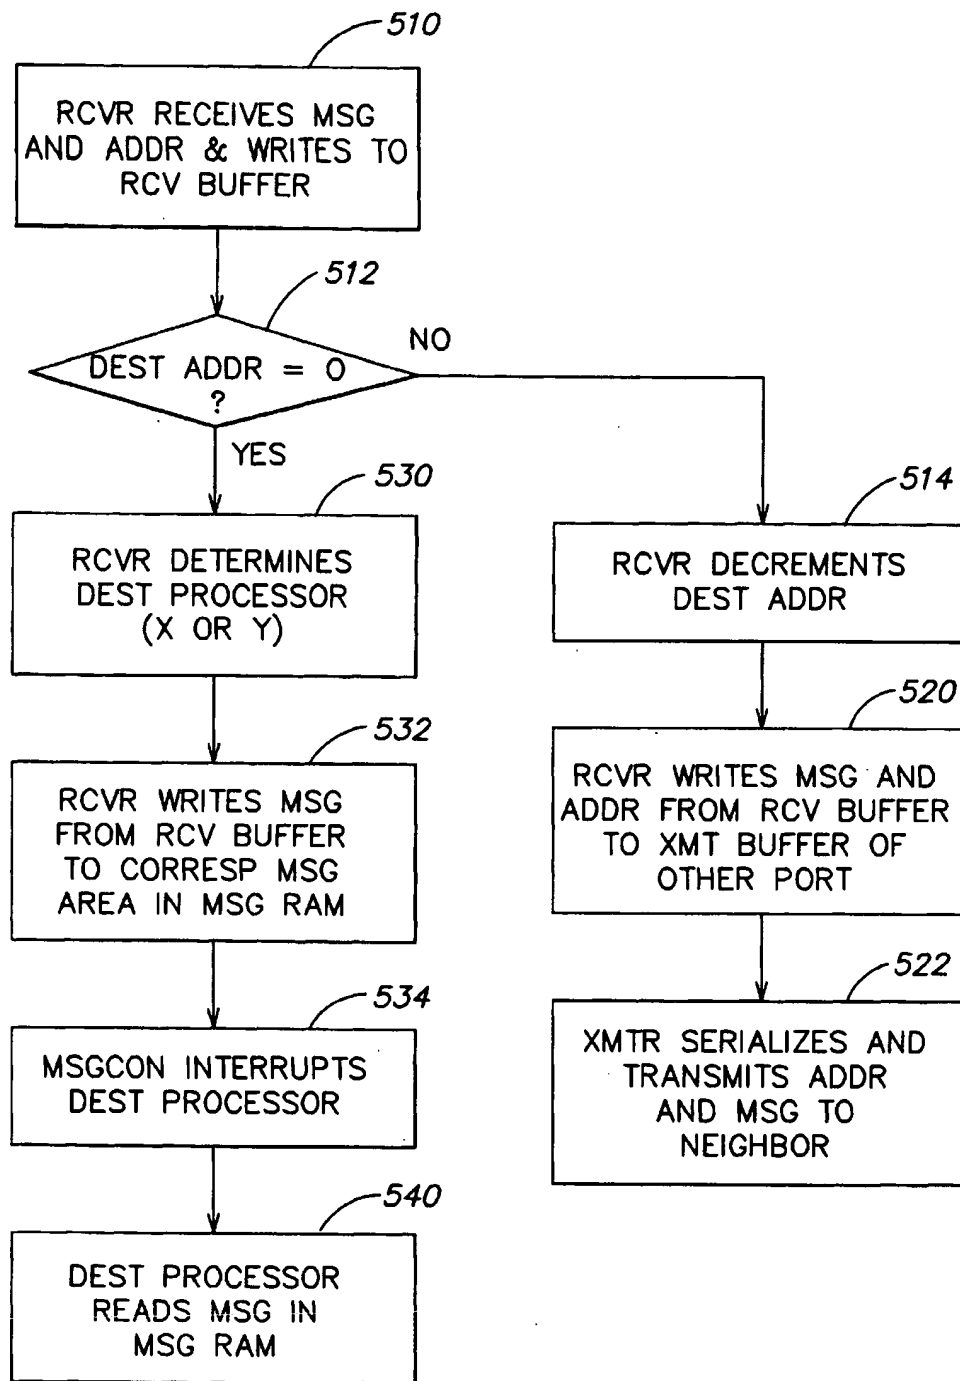 510
RCVR RECEIVES MSG
AND ADDR & WRITES TO
RCV BUFFER
512
DEST ADDR = 0
?
NO
YES
530
RCVR DETERMINES
DEST PROCESSOR
(X OR Y)
532
RCVR WRITES MSG
FROM RCV BUFFER
TO CORRESP MSG
AREA IN MSG RAM
534
MSGCON INTERRUPTS
DEST PROCESSOR
540
DEST PROCESSOR
READS MSG IN
MSG RAM
514
RCVR DECREMENTS
DEST ADDR
520
RCVR WRITES MSG AND
ADDR FROM RCV BUFFER
TO XMT BUFFER OF
OTHER PORT
522
XMTR SERIALIZES AND
TRANSMITS ADDR
AND MSG TO
NEIGHBOR